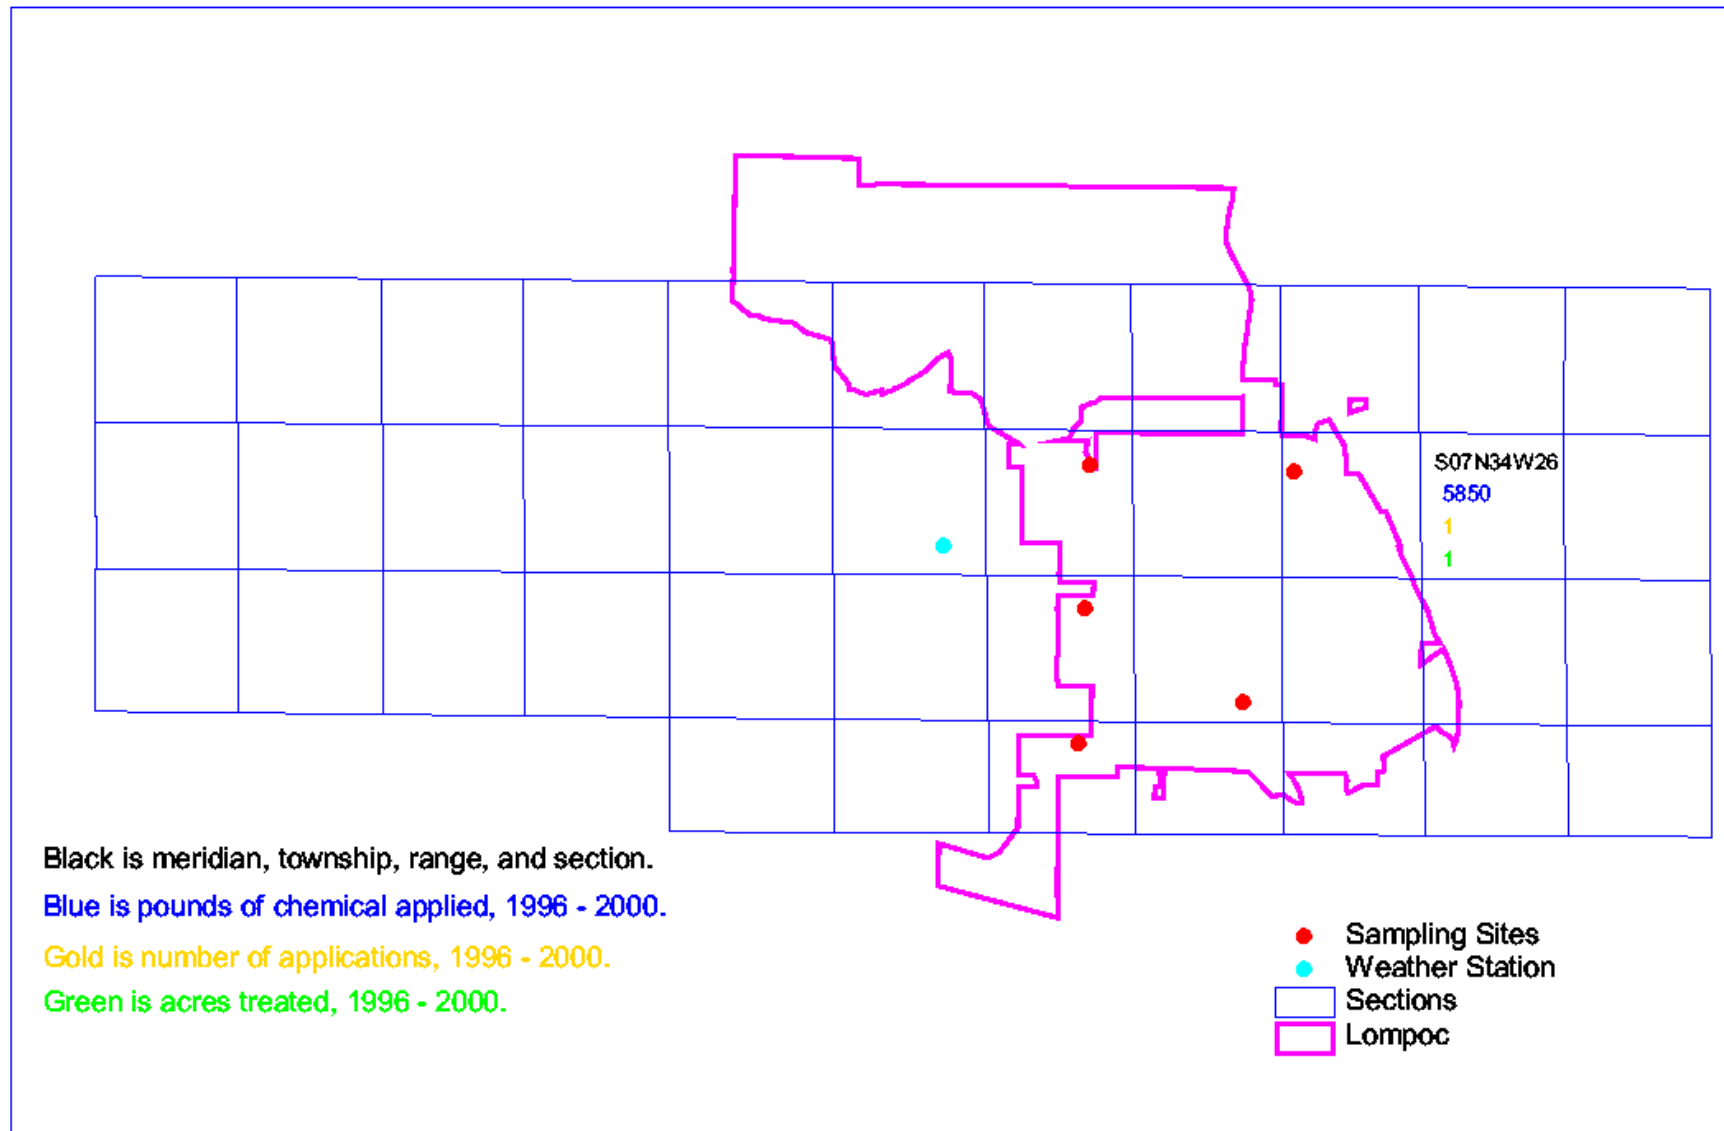 S07N34W26
5850
1
1
Black is meridian, township, range, and section.
Blue is pounds of chemical applied, 1996 - 2000.
Gold is number of applications, 1996 - 2000.
Green is acres treated, 1996 - 2000.
Sampling Sites
Weather Station
Sections
Lompoc